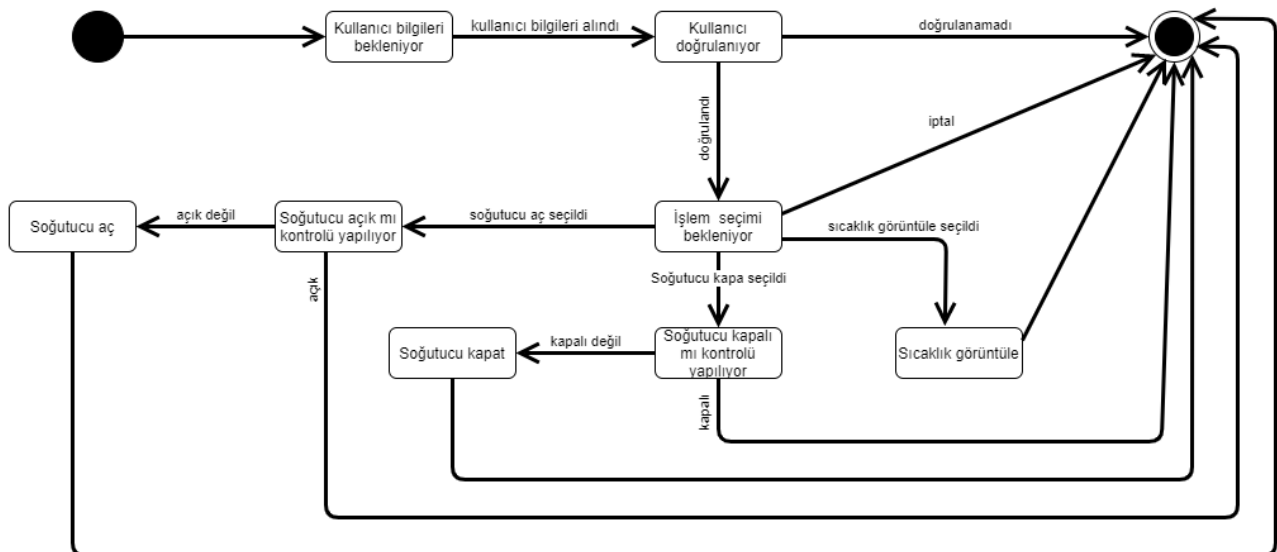 Kullanıcı bilgileri
bekleniyor
kullanıcı bilgileri alındı
Kullanıcı
doğrulanıyor
doğrulanamadı
iptal
doğrulandı
Soğutucu aç
açık değil
Soğutucu açık mı
kontrolü yapılıyor
soğutucu aç seçildi
İşlem seçimi
bekleniyor
sıcaklık görüntüle seçildi
açık
Soğutucu kapa seçildi
Soğutucu kapat
kapalı değil
Soğutucu kapalı
mı kontrolü
yapılıyor
Sıcaklık görüntüle
kapalı